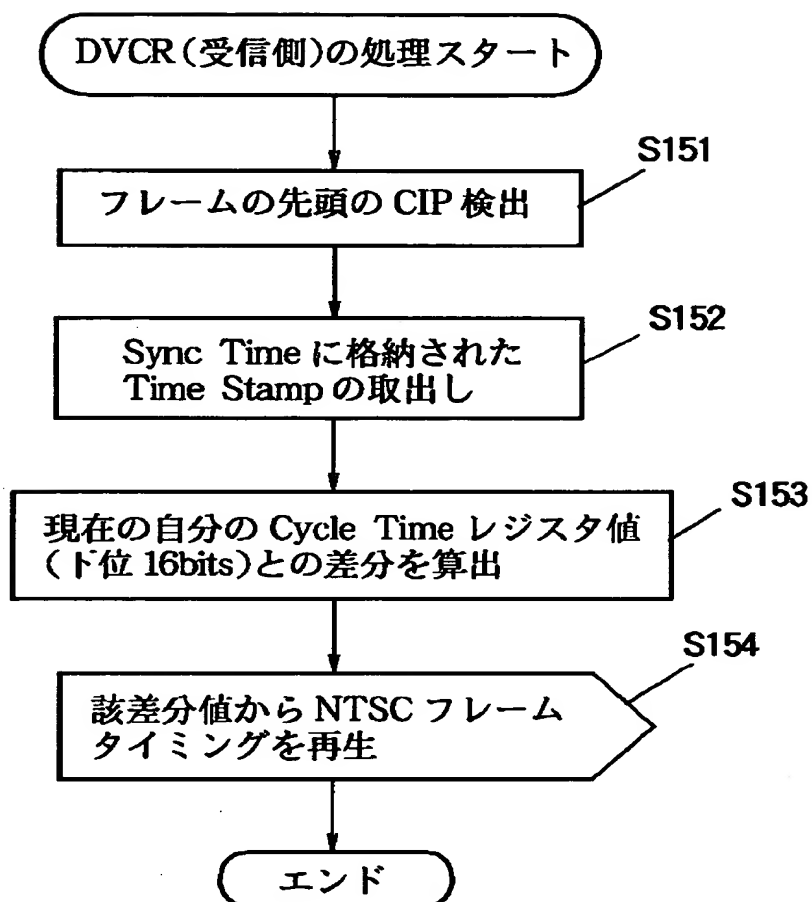 DVCR(受信側)の処理スタート
S151
フレームの先頭の CIP 検出
S152
Sync Time に格納された
Time Stamp の取出し
S153
現在の自分の Cycle Time レジスタ値
(下位 16bits)との差分を算出
S154
該差分値から NTSC フレーム
タイミングを再生
エンド